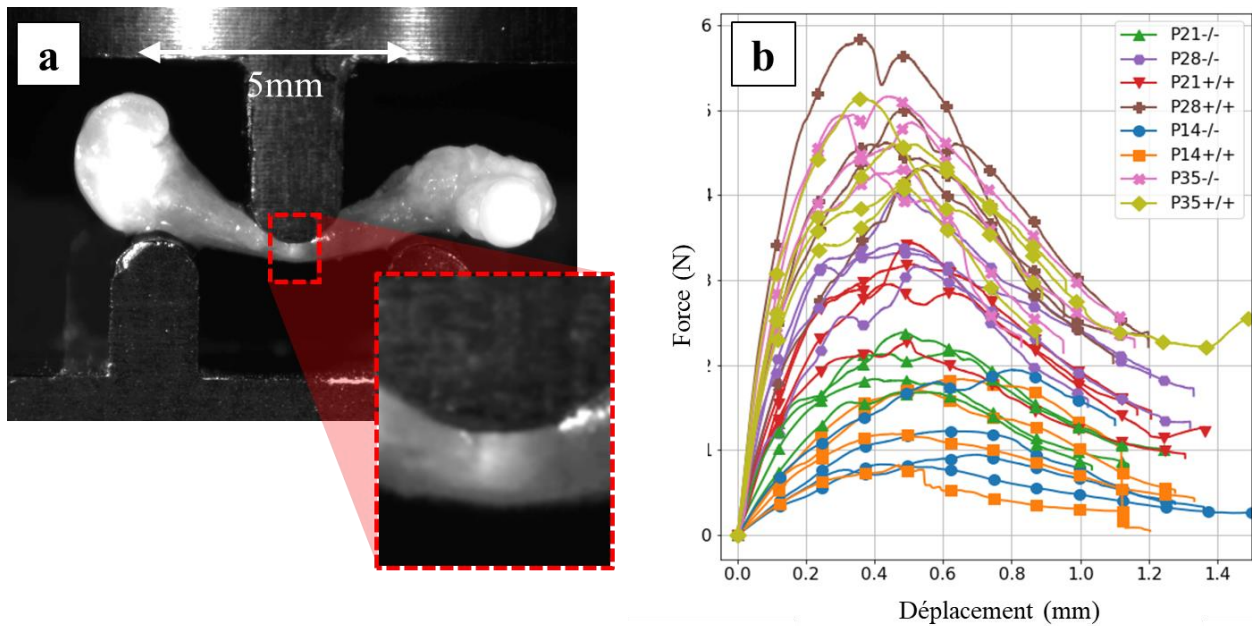 a
5mm
b
Force (N)
6
5
4
3
2
1
0
0.0 0.2 0.4 0.6 0.8 1.0 1.2 1.4
Déplacement (mm)
P21-/-
P28-/-
P21+/+
P28+/+
P14-/-
P14+/+
P35-/-
P35+/+